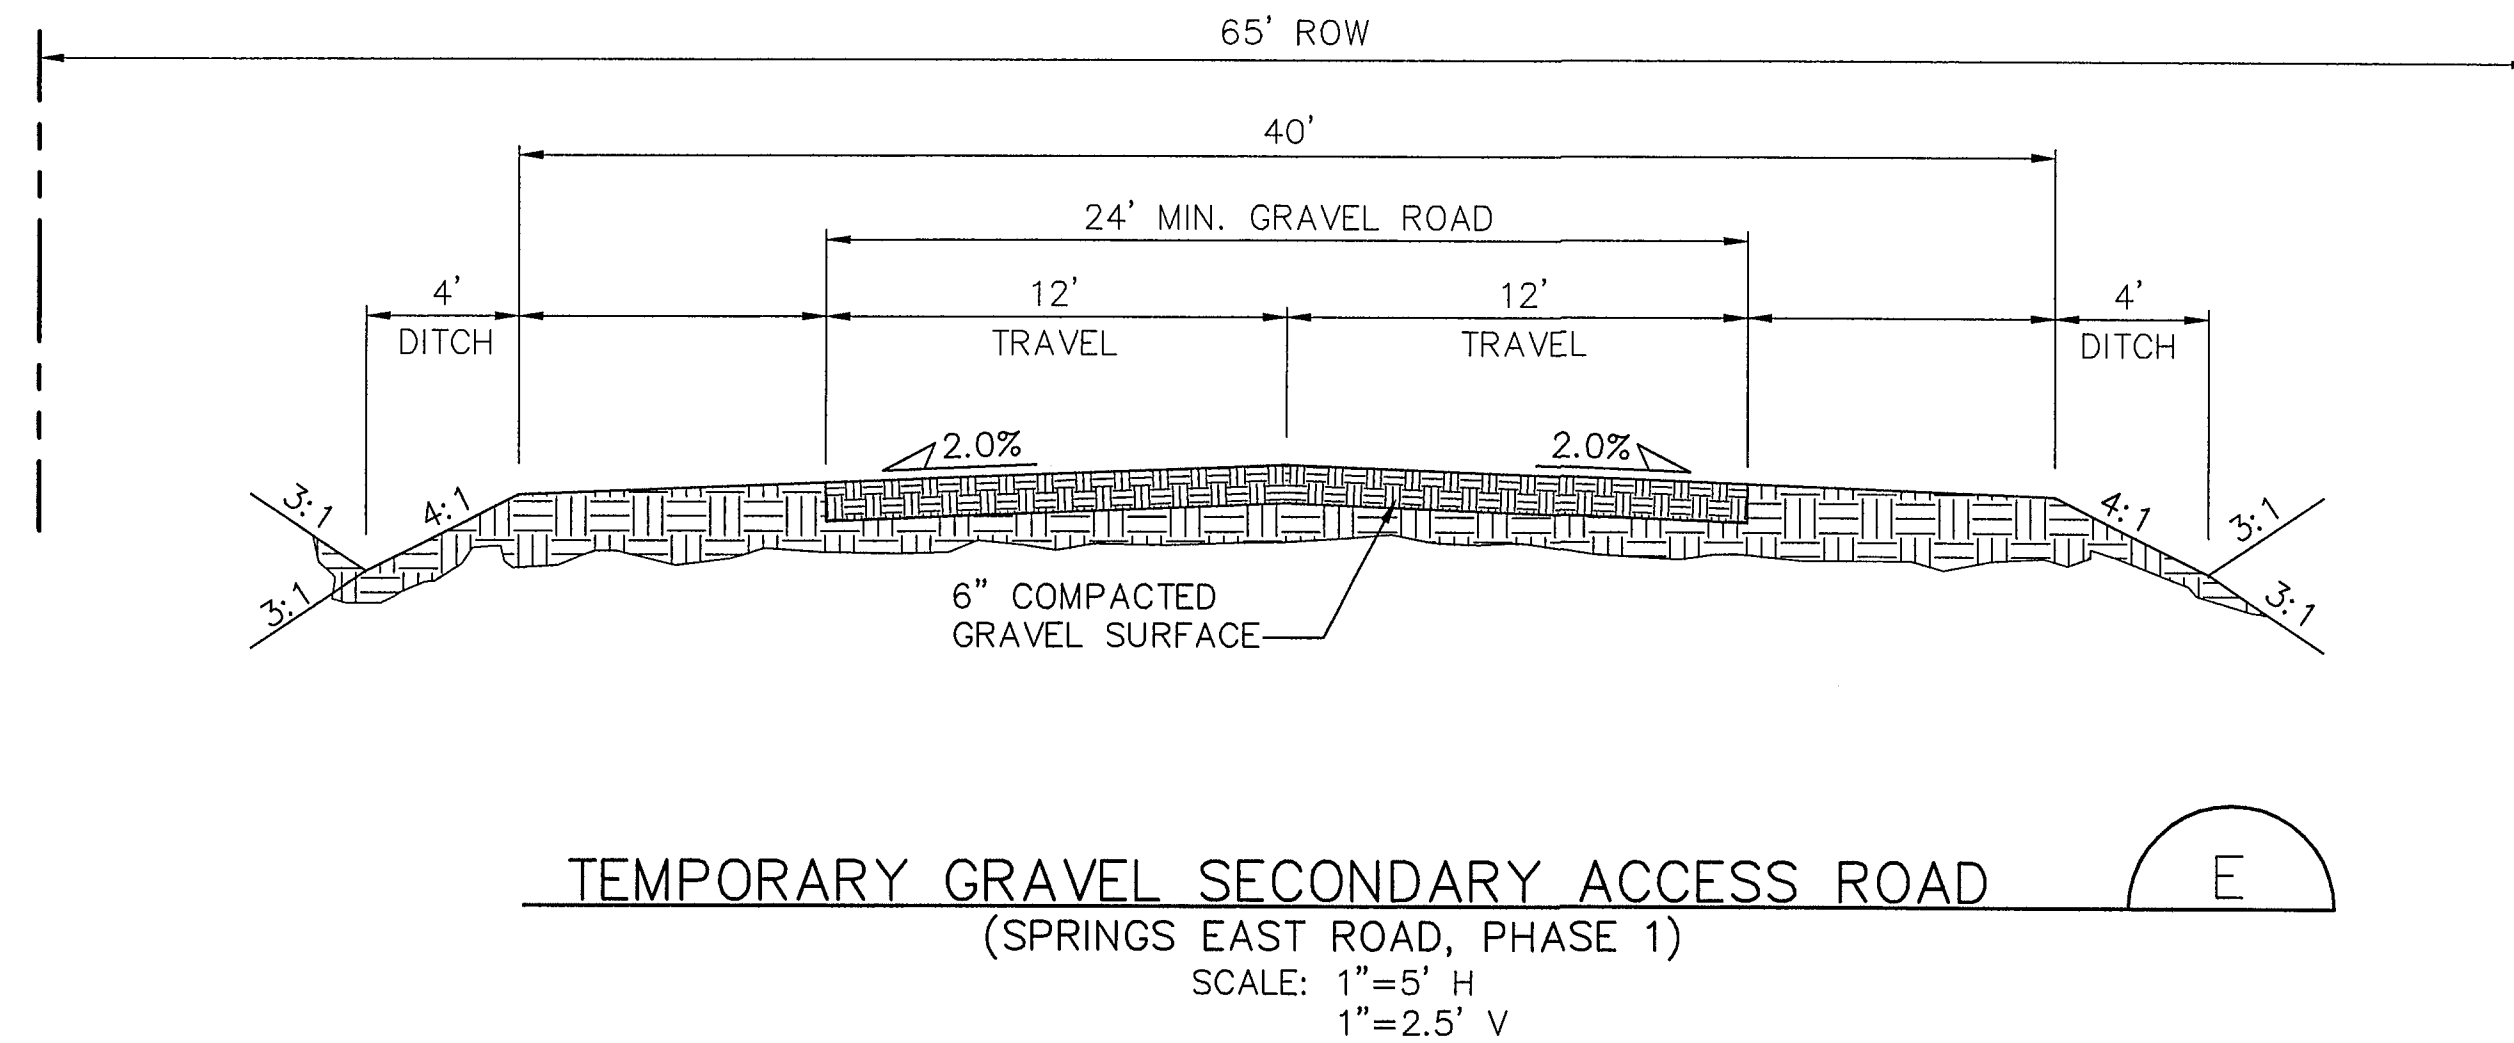 65' ROW
40'
24' MIN. GRAVEL ROAD
4'
12'
12'
4'
DITCH
TRAVEL
TRAVEL
DITCH
2.0%
2.0%
3:1
4:1
4:1
3:1
3:1
3:1
6" COMPACTED
GRAVEL SURFACE
TEMPORARY GRAVEL SECONDARY ACCESS ROAD
E
(SPRINGS EAST ROAD, PHASE 1)
SCALE: 1"=5' H
1"=2.5' V